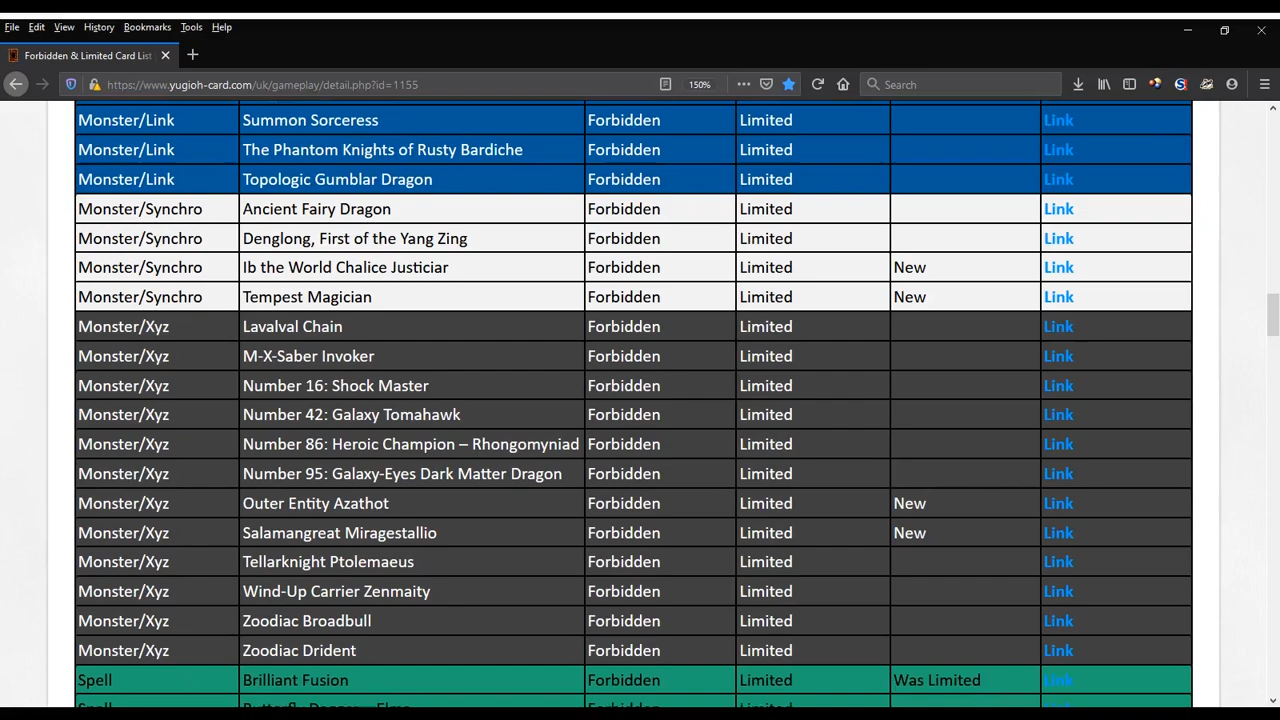 File Edit View History Bookmarks Tools Help
Forbidden & Limited Card List
https://www.yugioh-card.com/uk/gameplay/detail.php?id=1155 150% Search
Monster/Link Summon Sorceress Forbidden Limited Link
Monster/Link The Phantom Knights of Rusty Bardiche Forbidden Limited Link
Monster/Link Topologic Gumblar Dragon Forbidden Limited Link
Monster/Synchro Ancient Fairy Dragon Forbidden Limited Link
Monster/Synchro Denglong, First of the Yang Zing Forbidden Limited Link
Monster/Synchro Ib the World Chalice Justiciar Forbidden Limited New Link
Monster/Synchro Tempest Magician Forbidden Limited New Link
Monster/Xyz Lavalval Chain Forbidden Limited Link
Monster/Xyz M-X-Saber Invoker Forbidden Limited Link
Monster/Xyz Number 16: Shock Master Forbidden Limited Link
Monster/Xyz Number 42: Galaxy Tomahawk Forbidden Limited Link
Monster/Xyz Number 86: Heroic Champion – Rhongomyniad Forbidden Limited Link
Monster/Xyz Number 95: Galaxy-Eyes Dark Matter Dragon Forbidden Limited Link
Monster/Xyz Outer Entity Azathot Forbidden Limited New Link
Monster/Xyz Salamangreat Miragestallio Forbidden Limited New Link
Monster/Xyz Tellarknight Ptolemaeus Forbidden Limited Link
Monster/Xyz Wind-Up Carrier Zenmaity Forbidden Limited Link
Monster/Xyz Zoodiac Broadbull Forbidden Limited Link
Monster/Xyz Zoodiac Drident Forbidden Limited Link
Spell Brilliant Fusion Forbidden Limited Was Limited Link